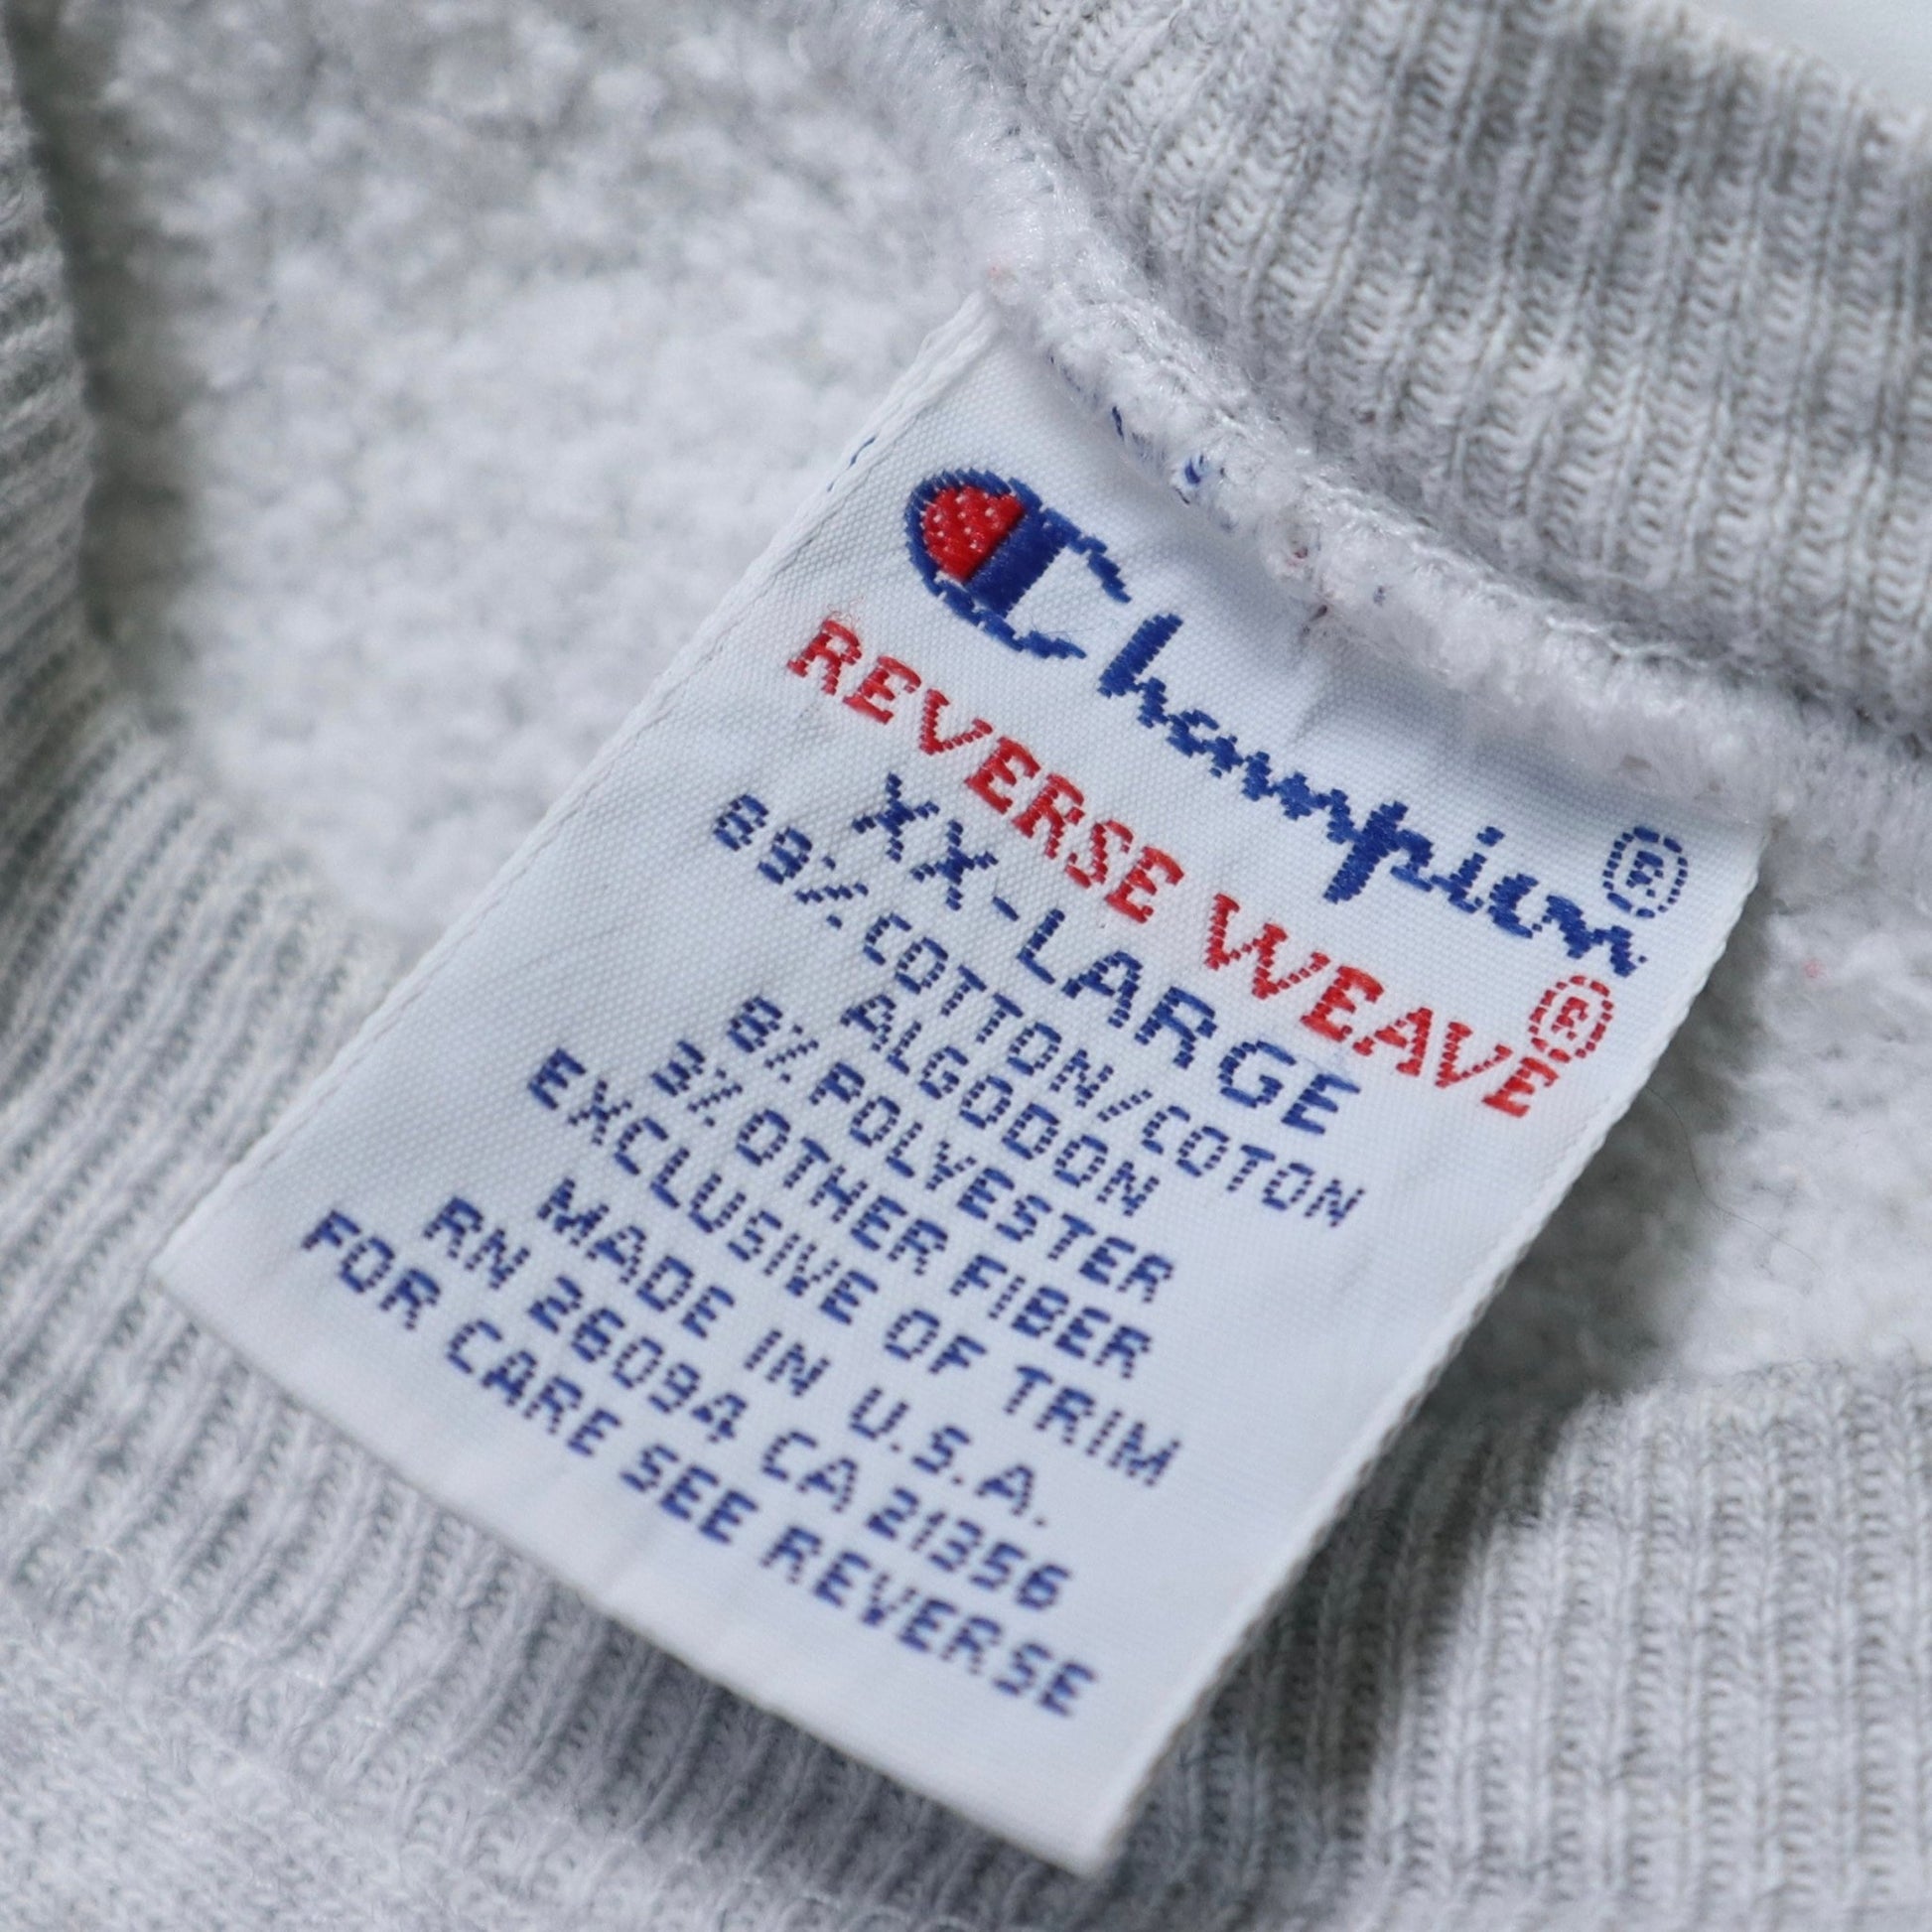 Champion®
REVERSE WEAVE®
XX-LARGE
89% COTTON/COTON
ALGODON
8% POLYESTER
3% OTHER FIBER
EXCLUSIVE OF TRIM
MADE IN U.S.A.
RN 26094 CA 21356
FOR CARE SEE REVERSE